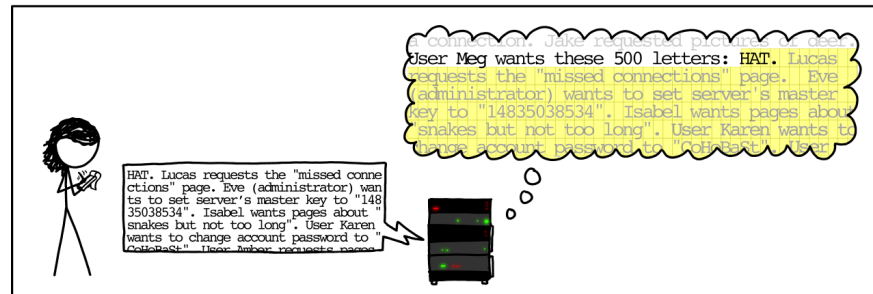 a connection. Jake requested pictures of deer.
User Meg wants these 500 letters: HAT. Lucas
requests the "missed connections" page. Eve
(administrator) wants to set server's master
key to "14835038534". Isabel wants pages about
"snakes but not too long". User Karen wants to
change account password to "CoHoBaSt". User
HAT. Lucas requests the "missed conne
ctions" page. Eve (administrator) wan
ts to set server's master key to "148
35038534". Isabel wants pages about "
snakes but not too long". User Karen
wants to change account password to "
CoHoBaSt". User Amber requests pages